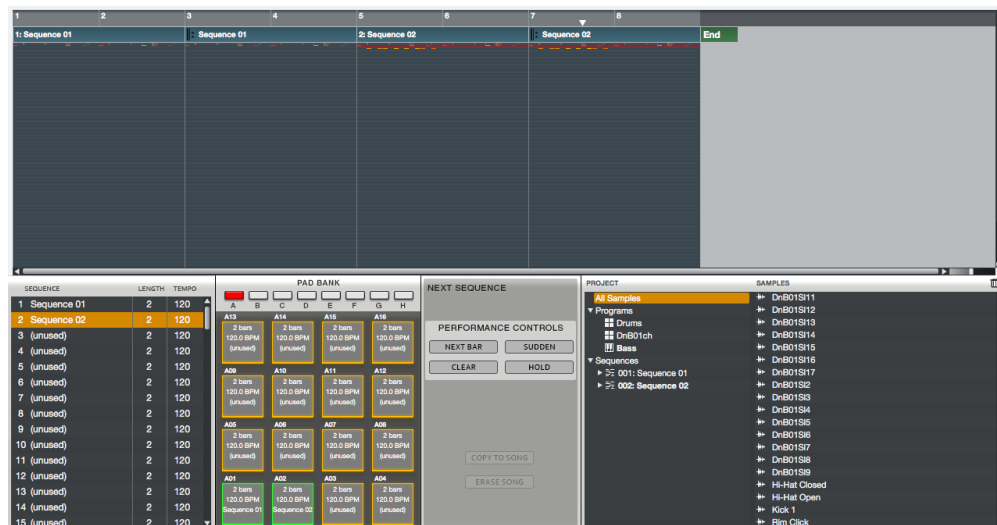 1 2 3 4 5 6 7 8
1: Sequence 01 Sequence 01 2: Sequence 02 Sequence 02 End
SEQUENCE LENGTH TEMPO
1 Sequence 01 2 120
2 Sequence 02 2 120
3 (unused) 2 120
4 (unused) 2 120
5 (unused) 2 120
6 (unused) 2 120
7 (unused) 2 120
8 (unused) 2 120
9 (unused) 2 120
10 (unused) 2 120
11 (unused) 2 120
12 (unused) 2 120
13 (unused) 2 120
14 (unused) 2 120
15 (unused) 2 120
PAD BANK
A B C D E F G H
A13 A14 A15 A16
2 bars 2 bars 2 bars 2 bars
120.0 BPM 120.0 BPM 120.0 BPM 120.0 BPM
(unused) (unused) (unused) (unused)
A09 A10 A11 A12
2 bars 2 bars 2 bars 2 bars
120.0 BPM 120.0 BPM 120.0 BPM 120.0 BPM
(unused) (unused) (unused) (unused)
A05 A06 A07 A08
2 bars 2 bars 2 bars 2 bars
120.0 BPM 120.0 BPM 120.0 BPM 120.0 BPM
(unused) (unused) (unused) (unused)
A01 A02 A03 A04
2 bars 2 bars 2 bars 2 bars
120.0 BPM 120.0 BPM 120.0 BPM 120.0 BPM
Sequence 01 Sequence 02 (unused) (unused)
NEXT SEQUENCE
PERFORMANCE CONTROLS
NEXT BAR SUDDEN
CLEAR HOLD
COPY TO SONG
ERASE SONG
PROJECT
All Samples
Programs
Drums
DnB01ch
Bass
Sequences
001: Sequence 01
002: Sequence 02
SAMPLES
DnB01Sl11
DnB01Sl12
DnB01Sl13
DnB01Sl14
DnB01Sl15
DnB01Sl16
DnB01Sl17
DnB01Sl2
DnB01Sl3
DnB01Sl4
DnB01Sl5
DnB01Sl6
DnB01Sl7
DnB01Sl8
DnB01Sl9
Hi-Hat Closed
Hi-Hat Open
Kick 1
Rim Click